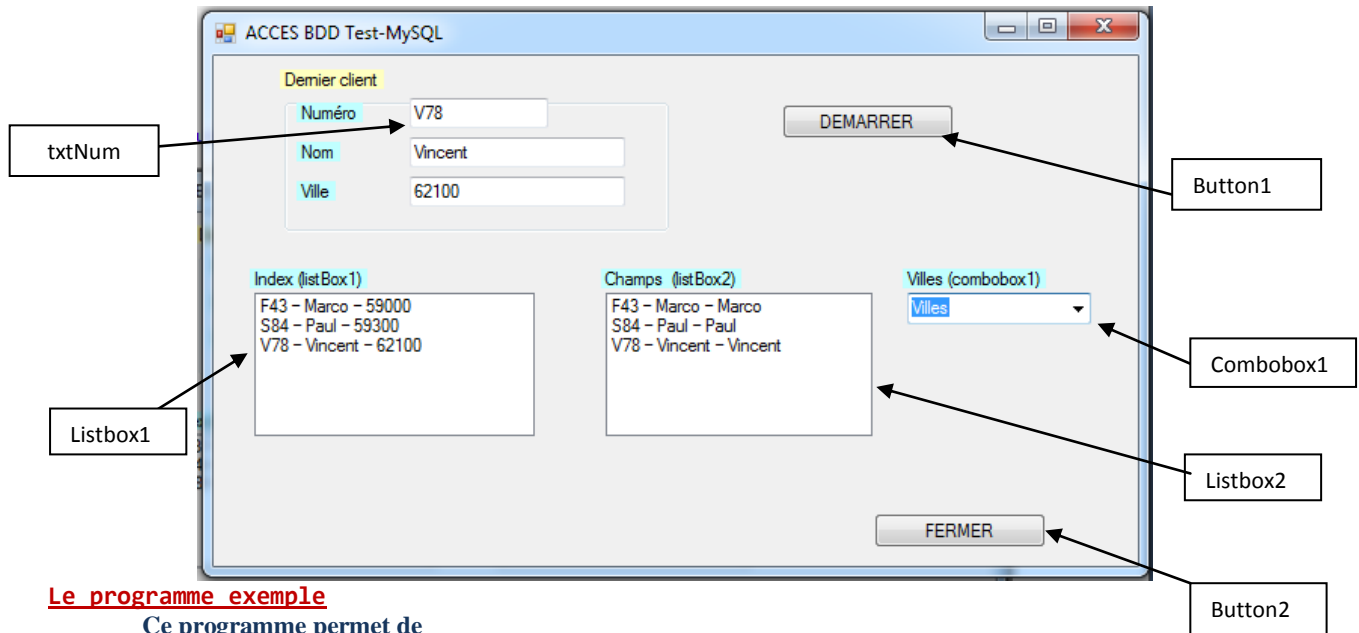 ACCES BDD Test-MySQL
Dernier client
Numéro V78
DEMARRER
txtNum
Nom Vincent
Button1
Ville 62100
Index (listBox1)
Champs (listBox2)
Villes (combobox1)
F43 – Marco – 59000
S84 – Paul – 59300
V78 – Vincent – 62100
F43 – Marco – Marco
S84 – Paul – Paul
V78 – Vincent – Vincent
Villes
Combobox1
Listbox1
Listbox2
FERMER
Le programme exemple
Button2
Ce programme permet de